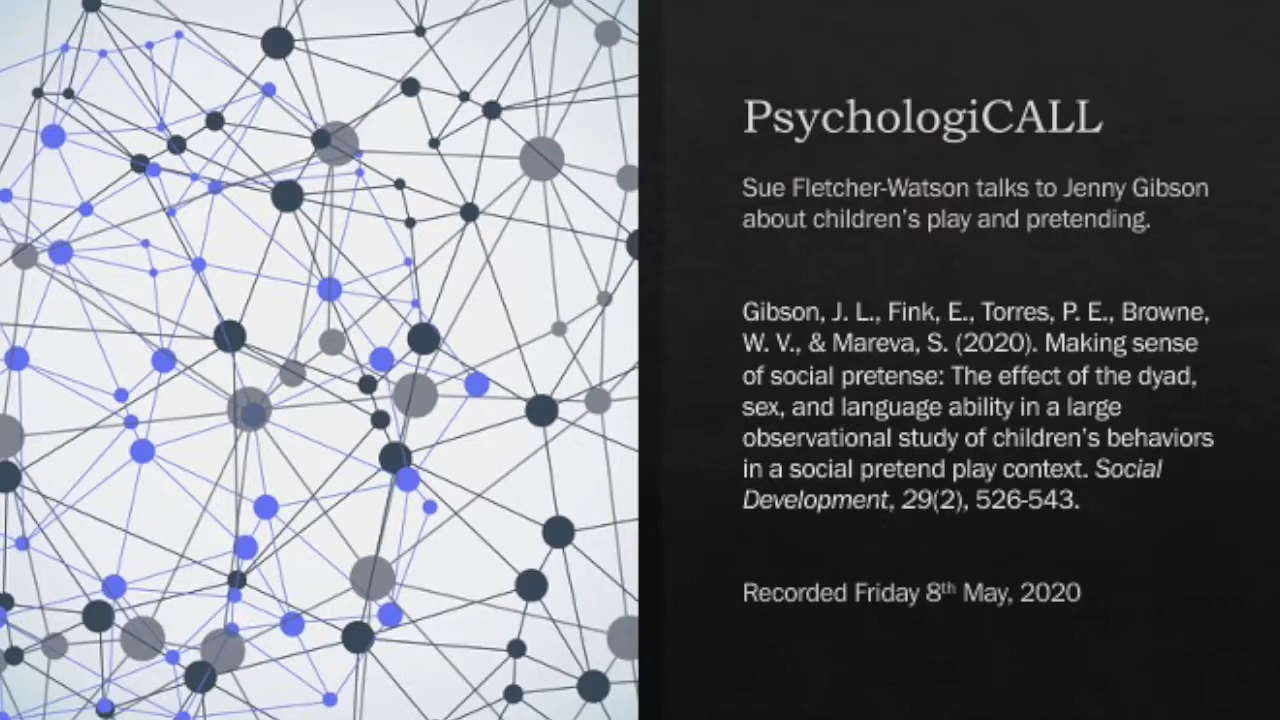 PsychologiCALL
Sue Fletcher-Watson talks to Jenny Gibson
about children’s play and pretending.
Gibson, J. L., Fink, E., Torres, P. E., Browne,
W. V., & Mareva, S. (2020). Making sense
of social pretense: The effect of the dyad,
sex, and language ability in a large
observational study of children’s behaviors
in a social pretend play context. Social
Development, 29(2), 526-543.
Recorded Friday 8th May, 2020